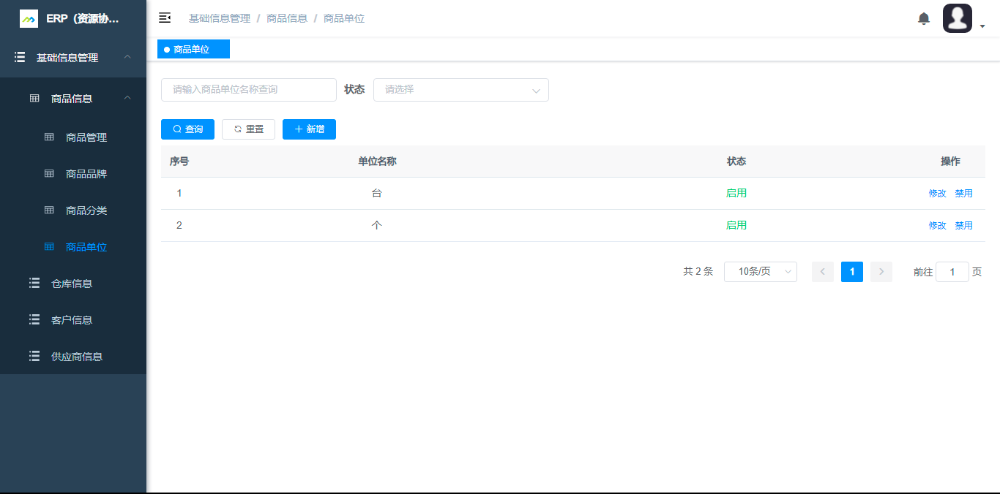 ERP（资源协...
基础信息管理
商品信息
商品管理
商品品牌
商品分类
商品单位
仓库信息
客户信息
供应商信息
基础信息管理 / 商品信息 / 商品单位
商品单位
请输入商品单位名称查询 状态 请选择
查询 重置 新增
序号 单位名称 状态 操作
1 台 启用 修改 禁用
2 个 启用 修改 禁用
共 2 条 10条/页 1 前往 1 页